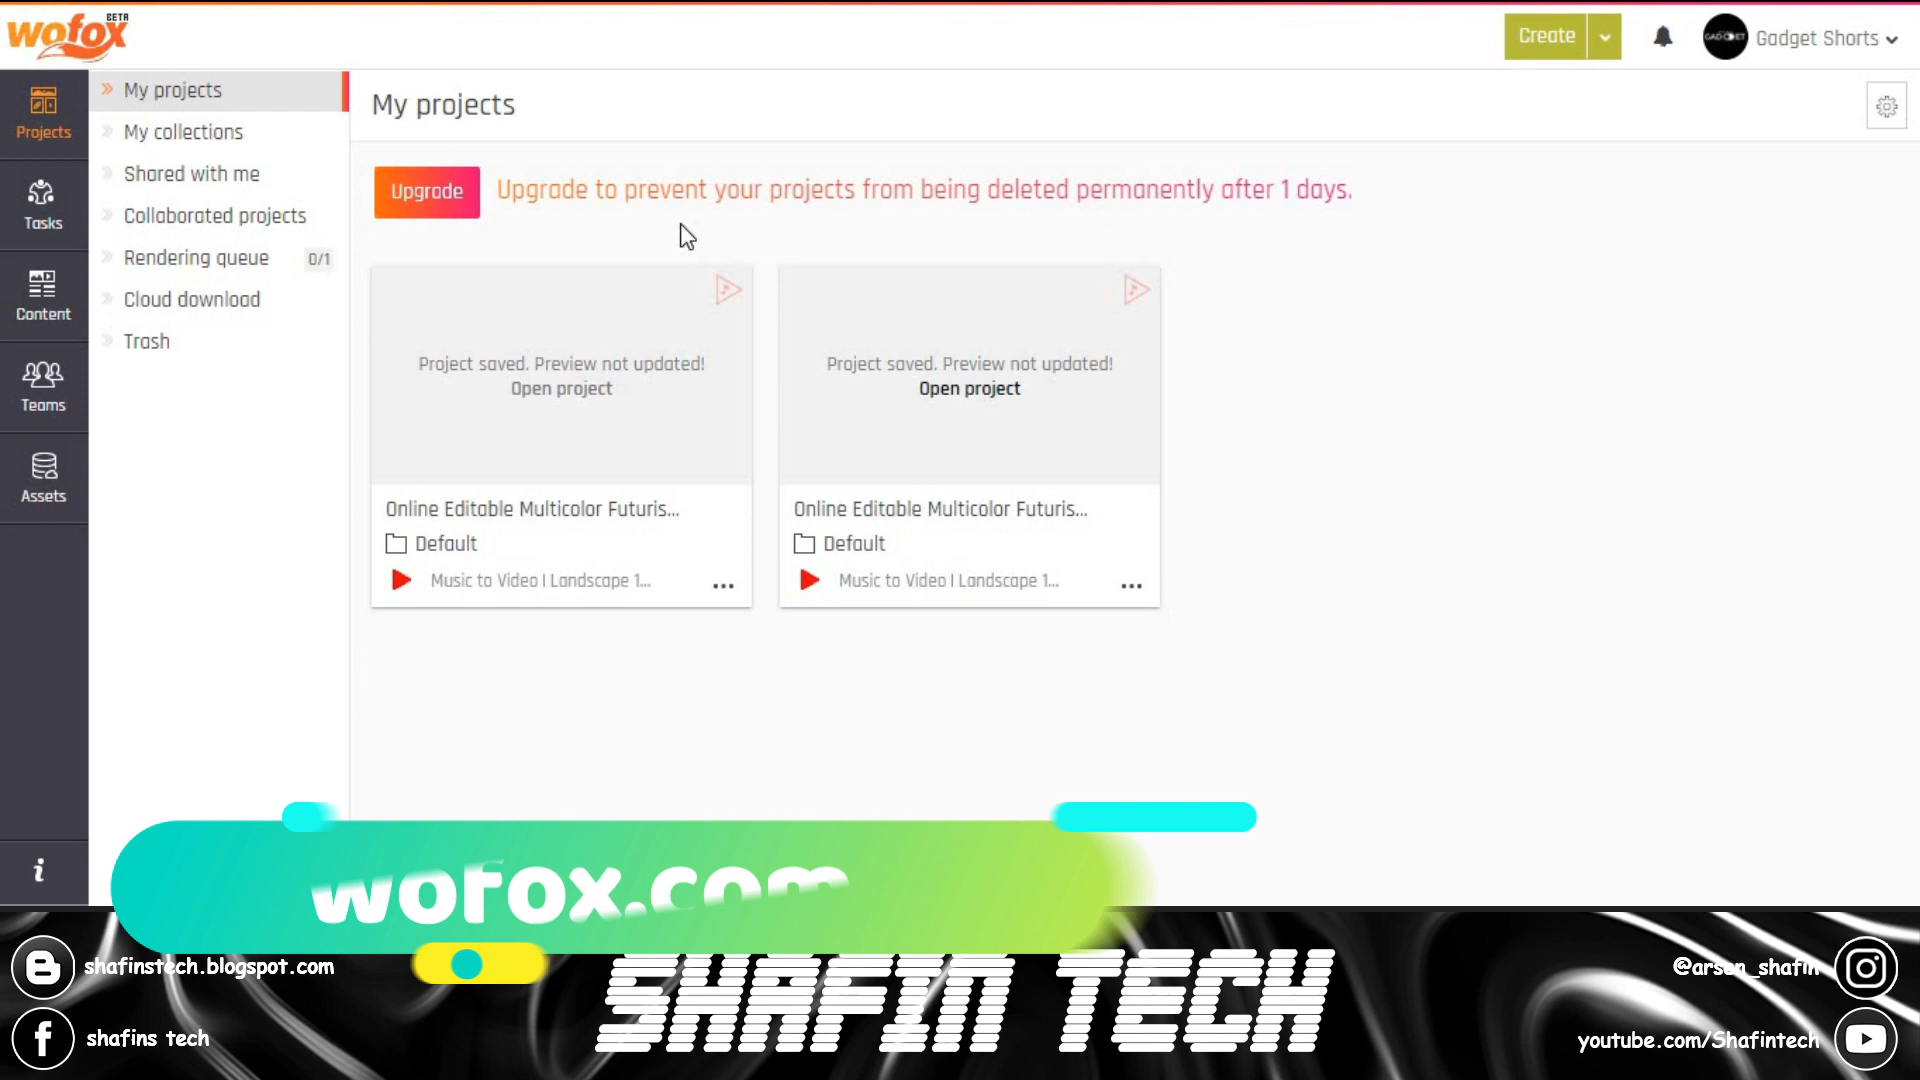 wofox BETA
Create
Gadget Shorts
Projects
Tasks
Content
Teams
Assets
My projects
My collections
Shared with me
Collaborated projects
Rendering queue 0/1
Cloud download
Trash
My projects
Upgrade
Upgrade to prevent your projects from being deleted permanently after 1 days.
Project saved. Preview not updated!
Open project
Online Editable Multicolor Futuris...
Default
Music to Video | Landscape 1...
Project saved. Preview not updated!
Open project
Online Editable Multicolor Futuris...
Default
Music to Video | Landscape 1...
wofox.com
shafinstech.blogspot.com
shafins tech
SHAFIN TECH
@arsen_shafin
youtube.com/Shafintech